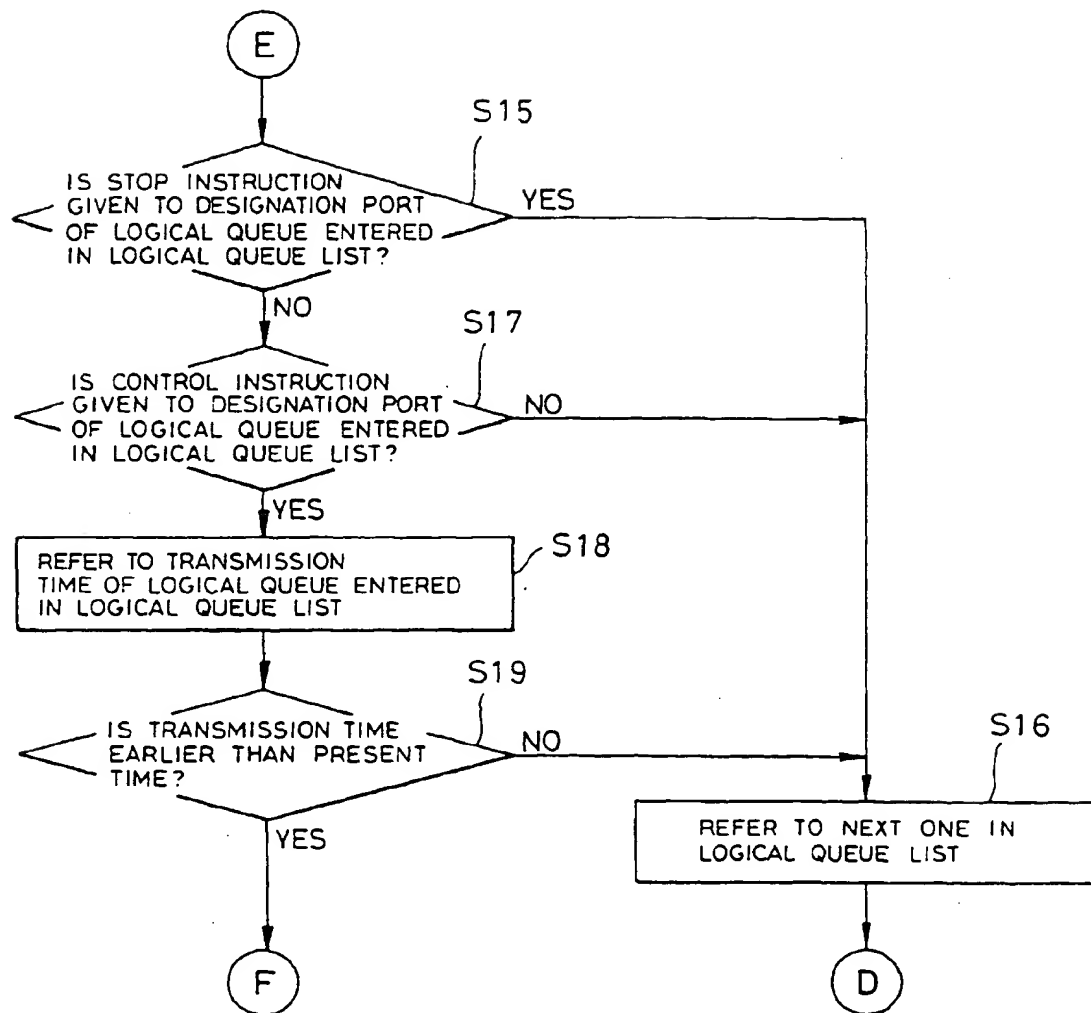 E
S15
IS STOP INSTRUCTION
GIVEN TO DESIGNATION PORT
OF LOGICAL QUEUE ENTERED
IN LOGICAL QUEUE LIST?
YES
NO
S17
IS CONTROL INSTRUCTION
GIVEN TO DESIGNATION PORT
OF LOGICAL QUEUE ENTERED
IN LOGICAL QUEUE LIST?
NO
YES
S18
REFER TO TRANSMISSION
TIME OF LOGICAL QUEUE ENTERED
IN LOGICAL QUEUE LIST
S19
IS TRANSMISSION TIME
EARLIER THAN PRESENT
TIME?
NO
YES
S16
REFER TO NEXT ONE IN
LOGICAL QUEUE LIST
F
D